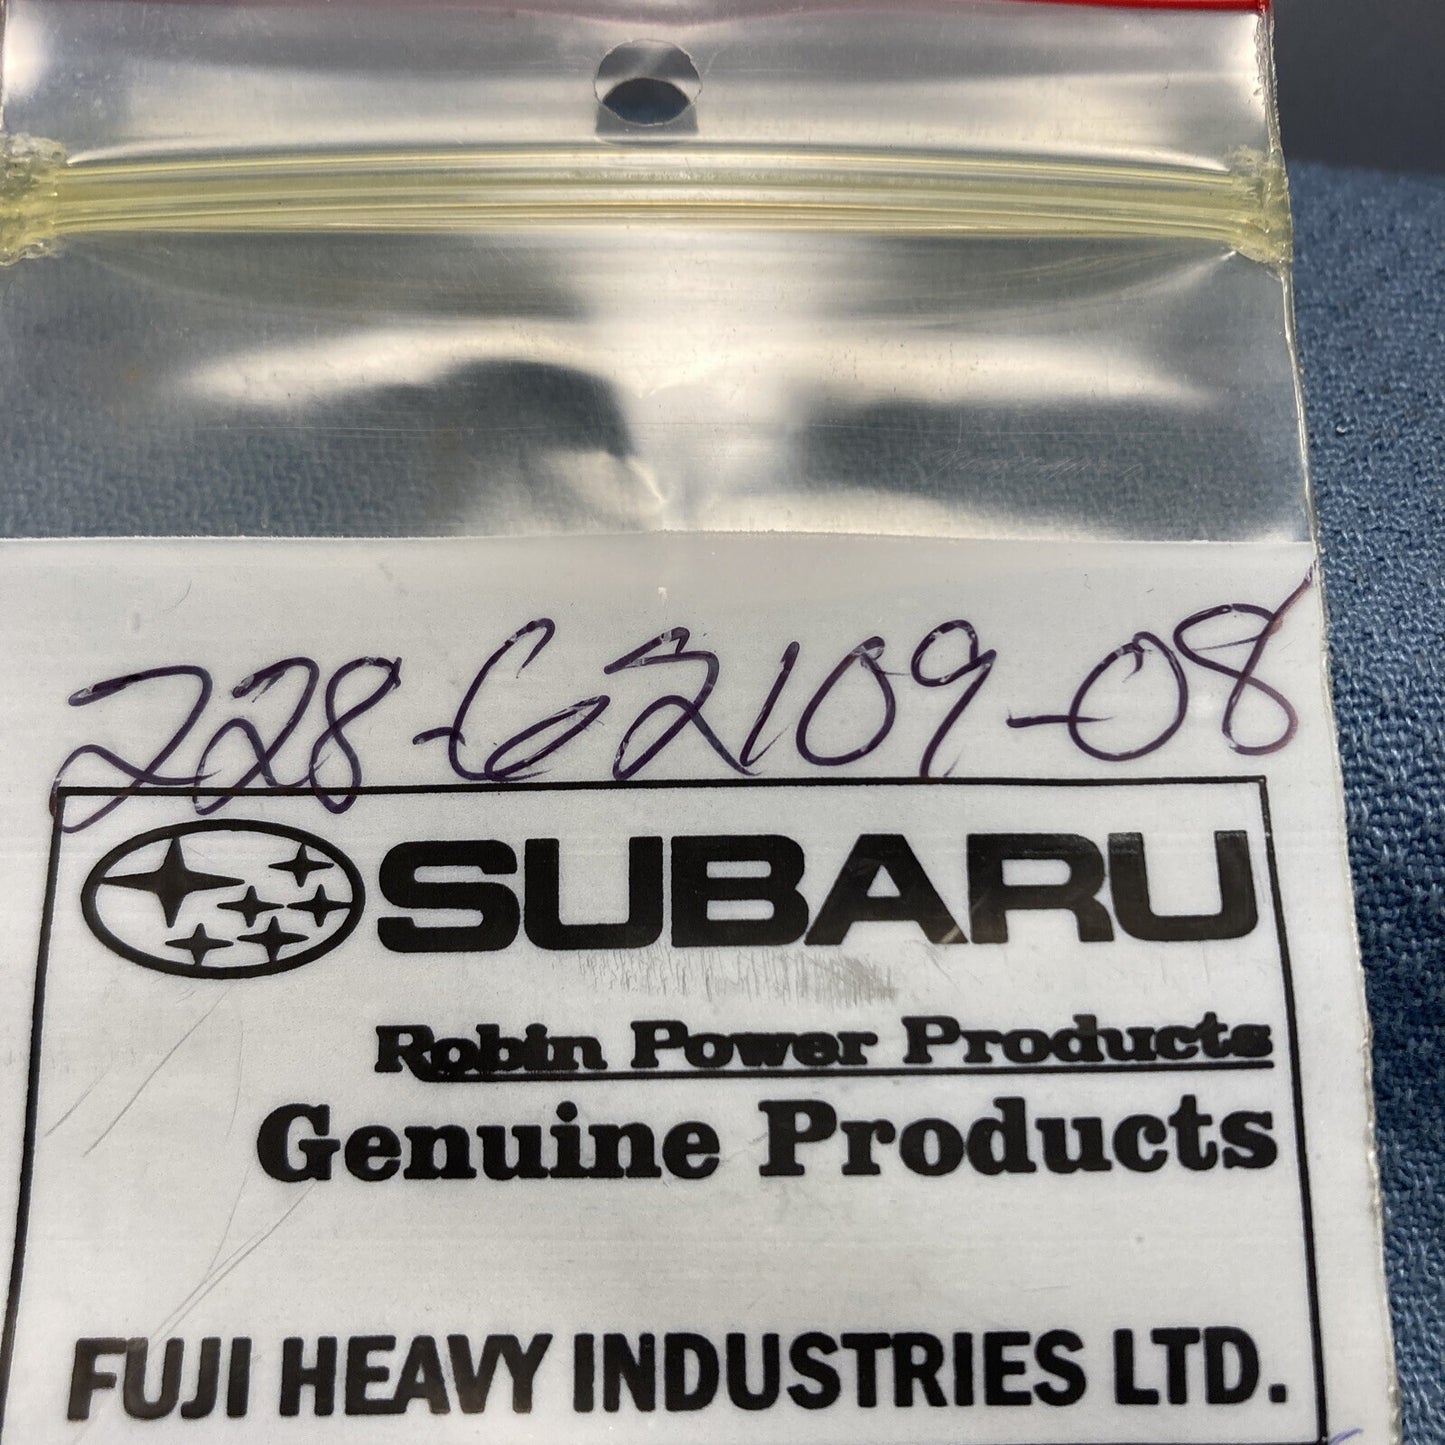 228-62109-08
SUBARU
Robin Power Products
Genuine Products
FUJI HEAVY INDUSTRIES LTD.